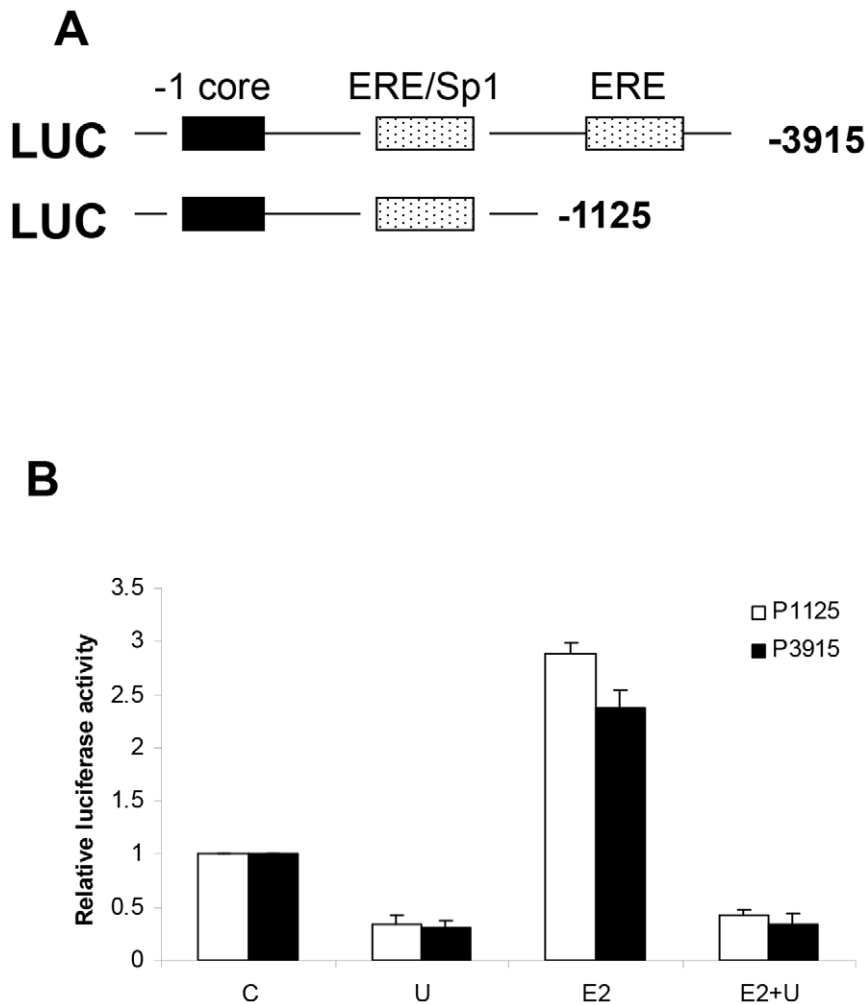 A
-1 core ERE/Sp1 ERE
LUC -3915
LUC -1125
B
3.5
3
2.5
2
1.5
1
0.5
0
Relative luciferase activity
P1125
P3915
C U E2 E2+U